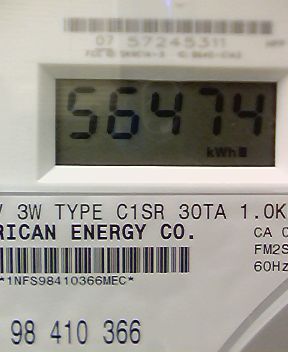 07 57245311
56474
kWh
V 3W TYPE C1SR 30TA 1.0K
RICAN ENERGY CO.
CA 0
FM2S
60Hz
*1NFS98410366MEC*
98 410 366